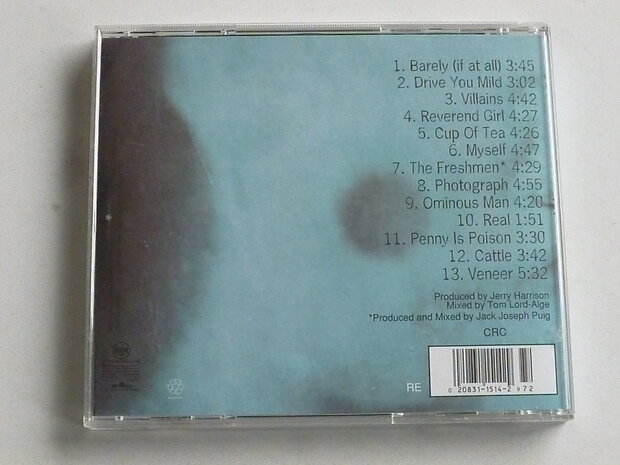 1. Barely (if at all) 3:45
2. Drive You Mild 3:02
3. Villains 4:42
4. Reverend Girl 4:27
5. Cup Of Tea 4:26
6. Myself 4:47
7. The Freshmen* 4:29
8. Photograph 4:55
9. Ominous Man 4:20
10. Real 1:51
11. Penny Is Poison 3:30
12. Cattle 3:42
13. Veneer 5:32
Produced by Jerry Harrison
Mixed by Tom Lord-Alge
*Produced and Mixed by Jack Joseph Puig
CRC
RE
0 20831-1514-2 9 7 2